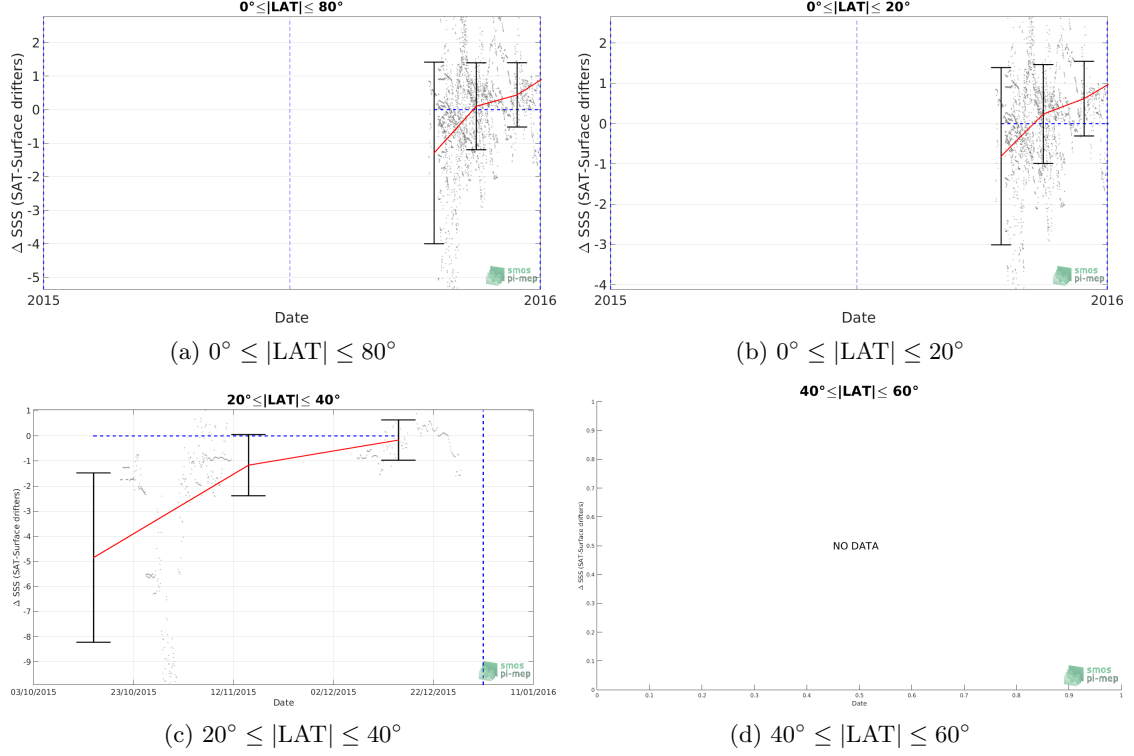 0°≤|LAT|≤ 80°
Δ SSS (SAT-Surface drifters)
2
1
0
-1
-2
-3
-4
-5
2015
2016
Date
smos
pi-mep
(a) 0° ≤ |LAT| ≤ 80°
0°≤|LAT|≤ 20°
Δ SSS (SAT-Surface drifters)
2
1
0
-1
-2
-3
-4
2015
2016
Date
smos
pi-mep
(b) 0° ≤ |LAT| ≤ 20°
20°≤|LAT|≤ 40°
Δ SSS (SAT-Surface drifters)
1
0
-1
-2
-3
-4
-5
-6
-7
-8
-9
03/10/2015
23/10/2015
12/11/2015
02/12/2015
22/12/2015
11/01/2016
Date
smos
pi-mep
(c) 20° ≤ |LAT| ≤ 40°
40°≤|LAT|≤ 60°
Δ SSS (SAT-Surface drifters)
1
0.9
0.8
0.7
0.6
0.5
0.4
0.3
0.2
0.1
0
NO DATA
0
0.1
0.2
0.3
0.4
0.5
0.6
0.7
0.8
0.9
1
Date
smos
pi-mep
(d) 40° ≤ |LAT| ≤ 60°